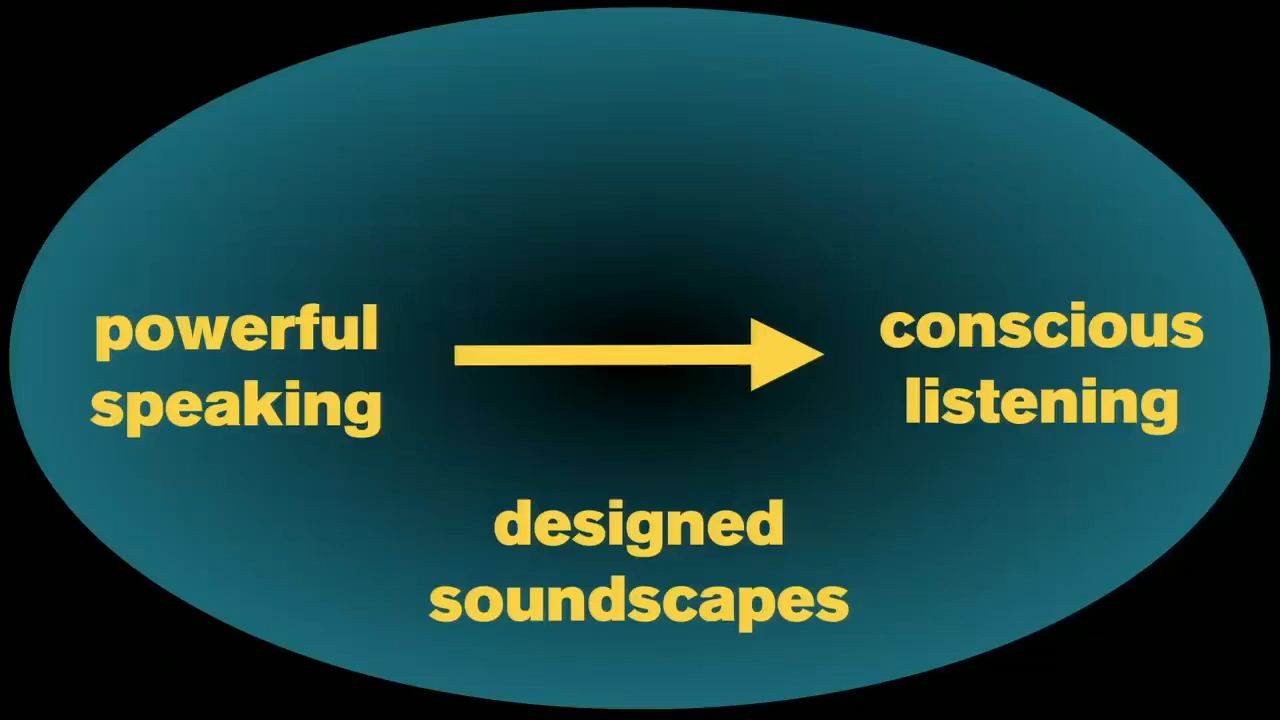 powerful
speaking
conscious
listening
designed
soundscapes